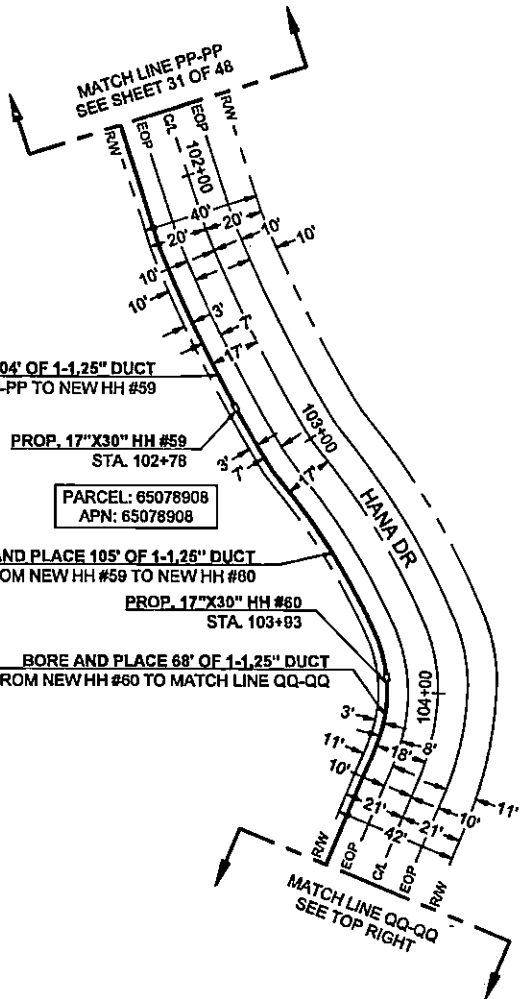 MATCH LINE PP-PP
SEE SHEET 31 OF 48
R/W
EOP
C/L
EOP
R/W
102+00
40'
20'
20'
10'
10'
10'
10'
3'
7'
17'
04' OF 1-1.25" DUCT
-PP TO NEW HH #59
PROP. 17"X30" HH #59
STA. 102+78
103+00
3'
7'
17'
PARCEL: 65078908
APN: 65078908
HANA DR
AND PLACE 105' OF 1-1.25" DUCT
ROM NEW HH #59 TO NEW HH #60
PROP. 17"X30" HH #60
STA. 103+93
BORE AND PLACE 68' OF 1-1.25" DUCT
ROM NEW HH #60 TO MATCH LINE QQ-QQ
104+00
3'
8'
18'
11'
10'
10'
11'
21'
21'
42'
R/W
EOP
C/L
EOP
R/W
MATCH LINE QQ-QQ
SEE TOP RIGHT